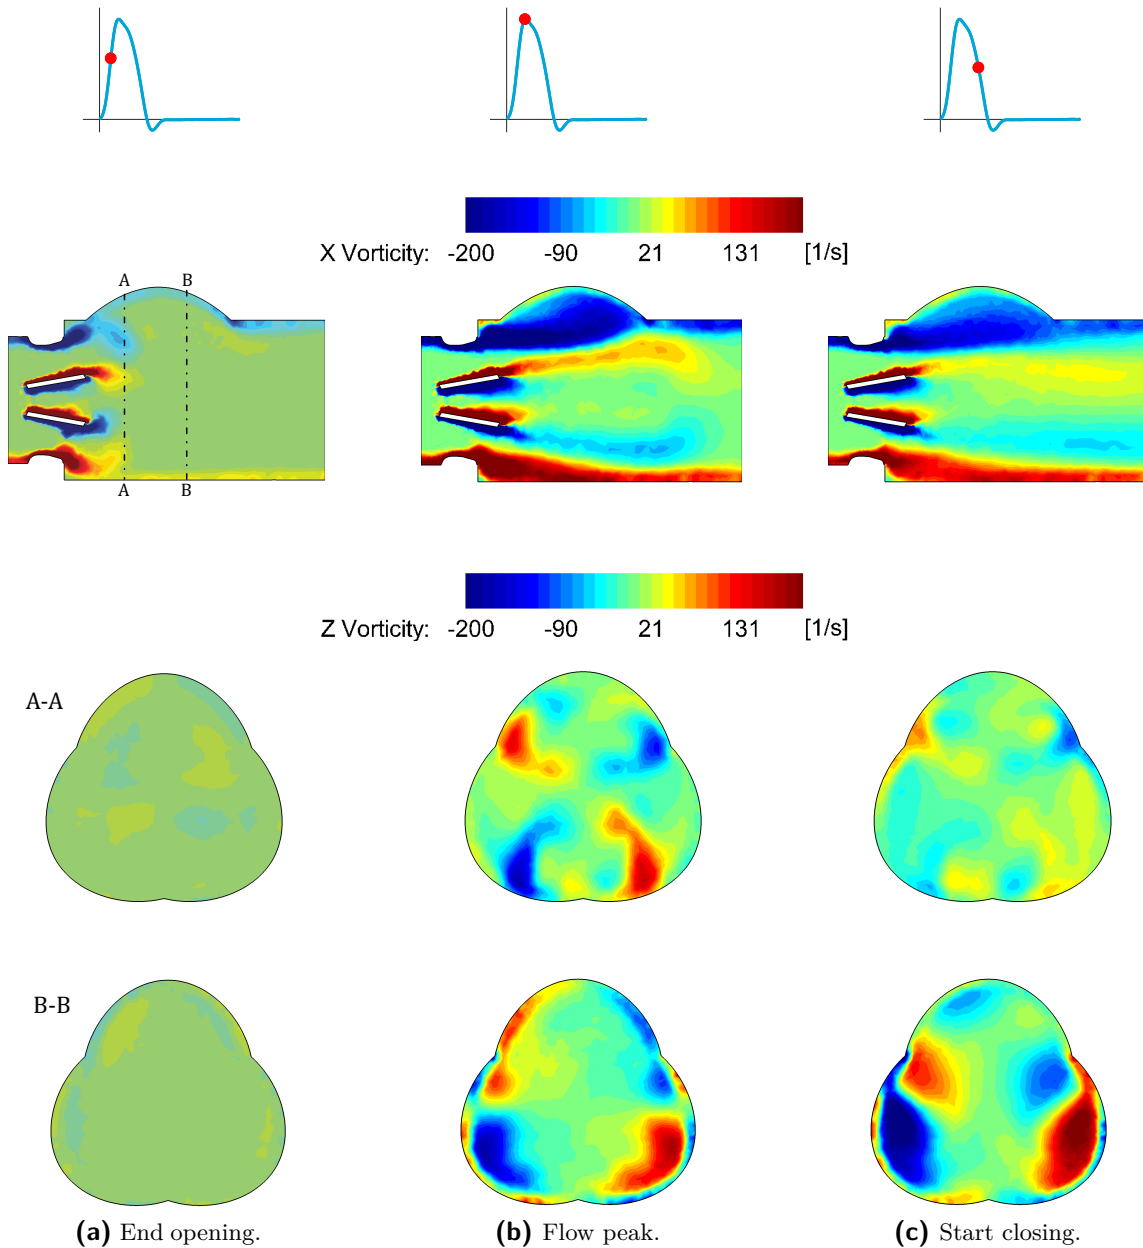 X Vorticity: -200 -90 21 131 [1/s]
A B
A B
Z Vorticity: -200 -90 21 131 [1/s]
A-A
B-B
(a) End opening.
(b) Flow peak.
(c) Start closing.